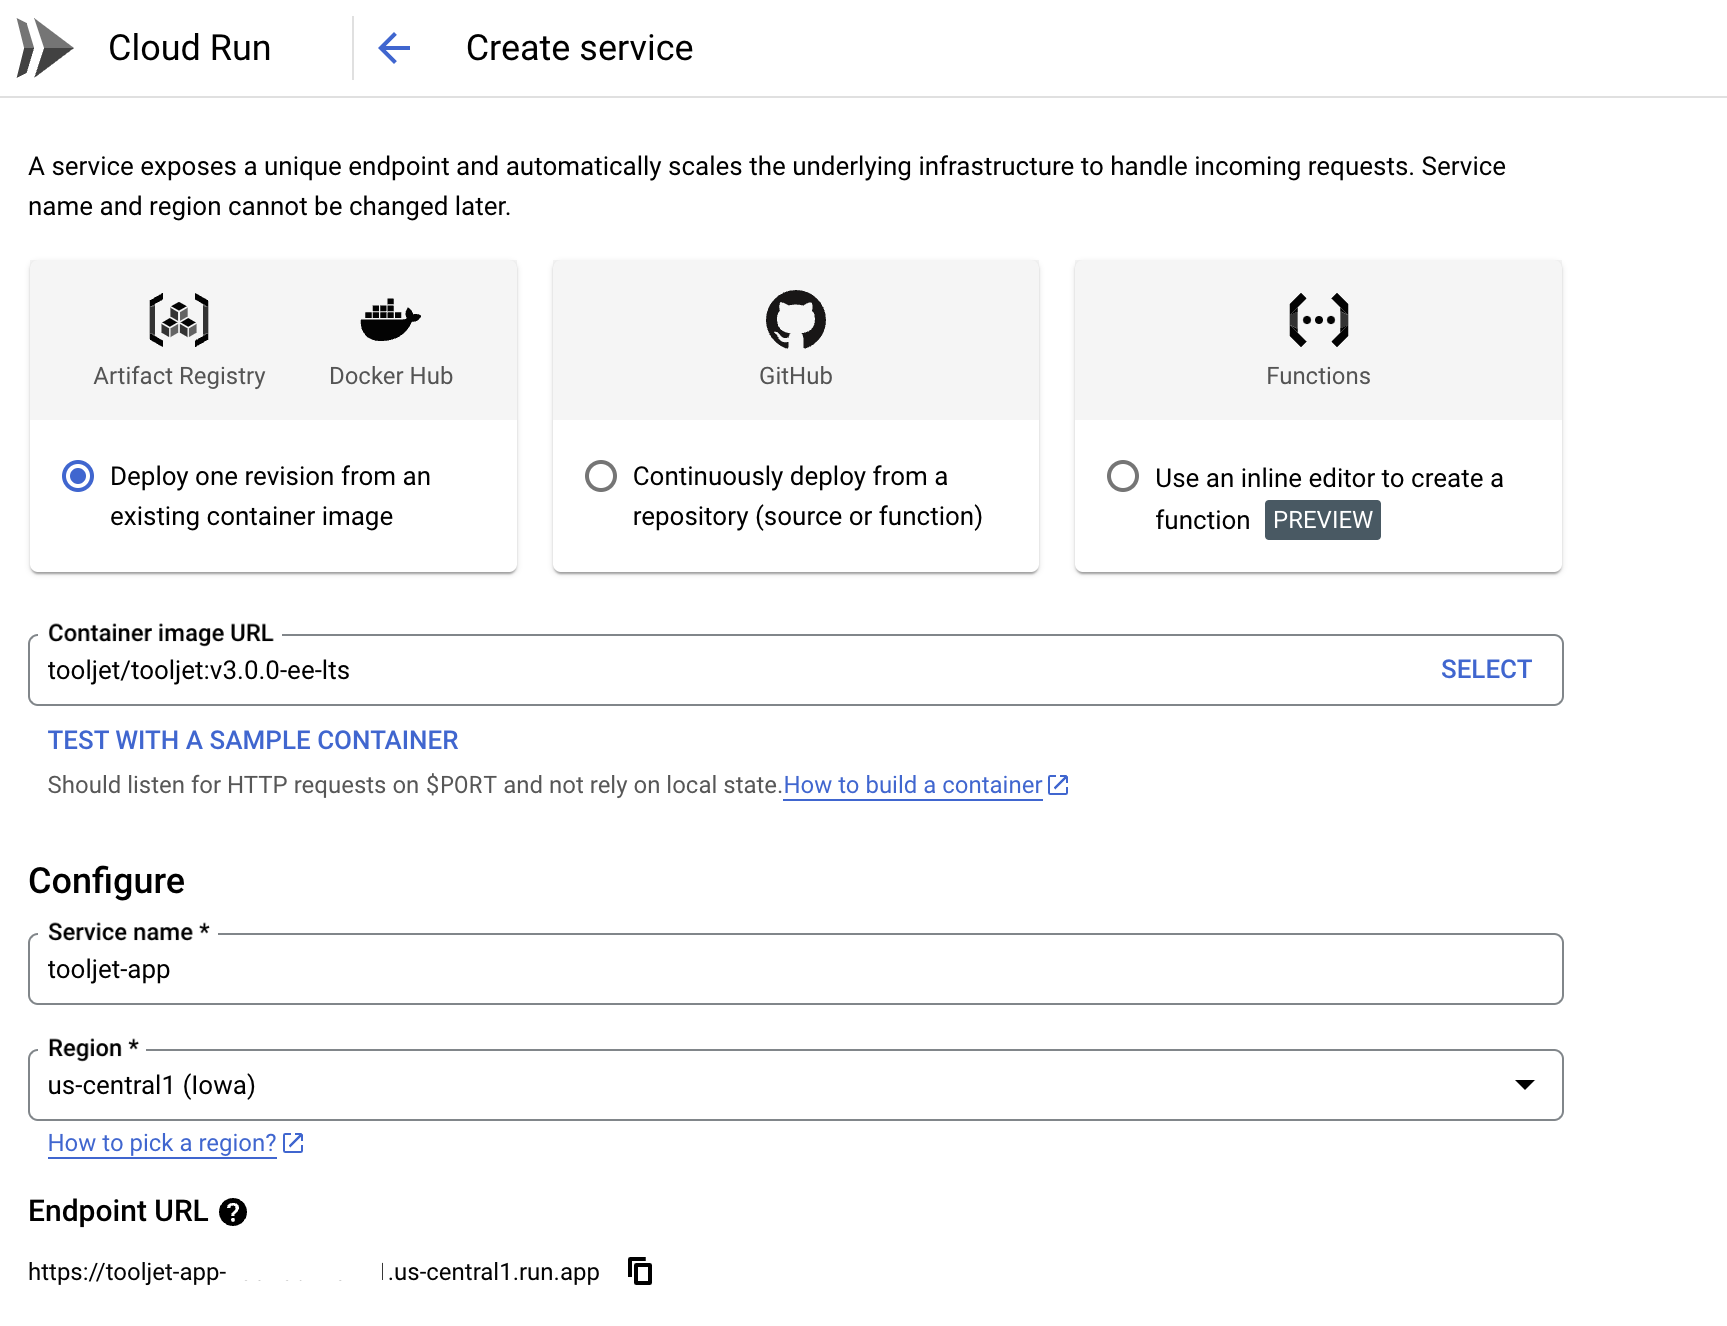 Cloud Run
Create service
A service exposes a unique endpoint and automatically scales the underlying infrastructure to handle incoming requests. Service
name and region cannot be changed later.
Artifact Registry
Docker Hub
GitHub
Functions
Deploy one revision from an
existing container image
Continuously deploy from a
repository (source or function)
Use an inline editor to create a
function PREVIEW
Container image URL
tooljet/tooljet:v3.0.0-ee-lts
SELECT
TEST WITH A SAMPLE CONTAINER
Should listen for HTTP requests on $PORT and not rely on local state.How to build a container
Configure
Service name *
tooljet-app
Region *
us-central1 (Iowa)
How to pick a region?
Endpoint URL
https://tooljet-app- .us-central1.run.app